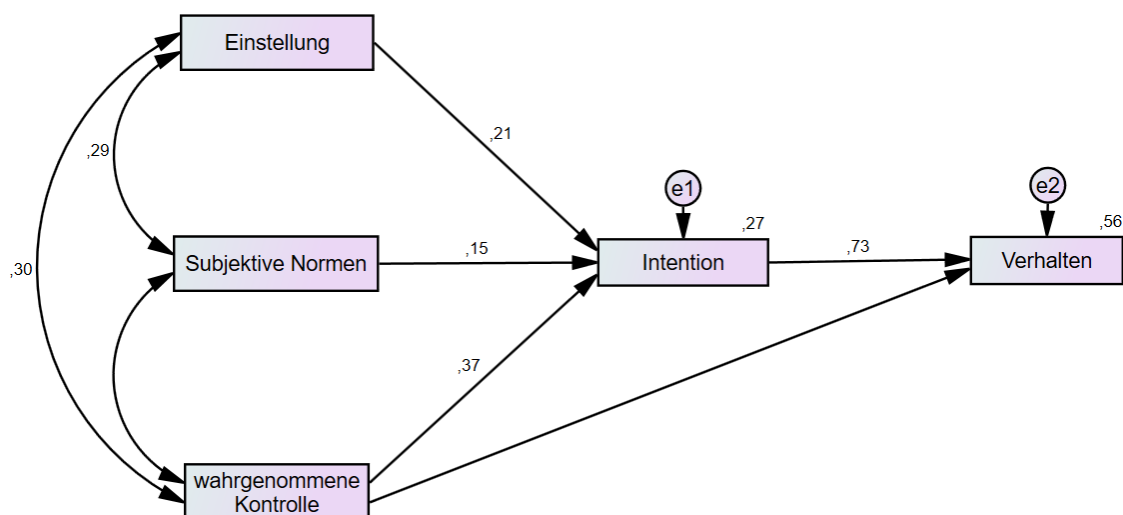 Einstellung
,21
,29
e1
e2
,27
,56
Subjektive Normen
,15
Intention
,73
Verhalten
,30
,37
wahrgenommene
Kontrolle